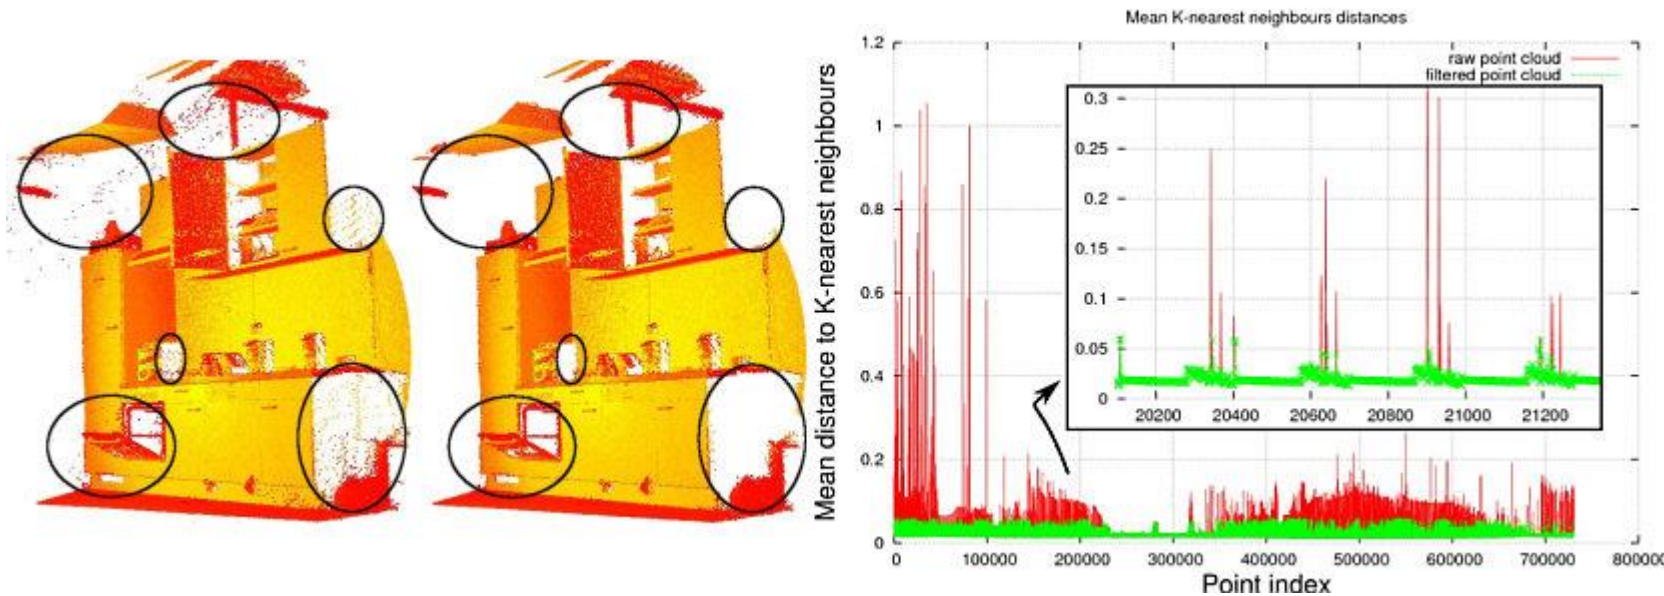 Mean K-nearest neighbours distances
Mean distance to K-nearest neighbours
1.2
1
0.8
0.6
0.4
0.2
0
raw point cloud
filtered point cloud
0.3
0.25
0.2
0.15
0.1
0.05
0
20200 20400 20600 20800 21000 21200
0 100000 200000 300000 400000 500000 600000 700000 800000
Point index